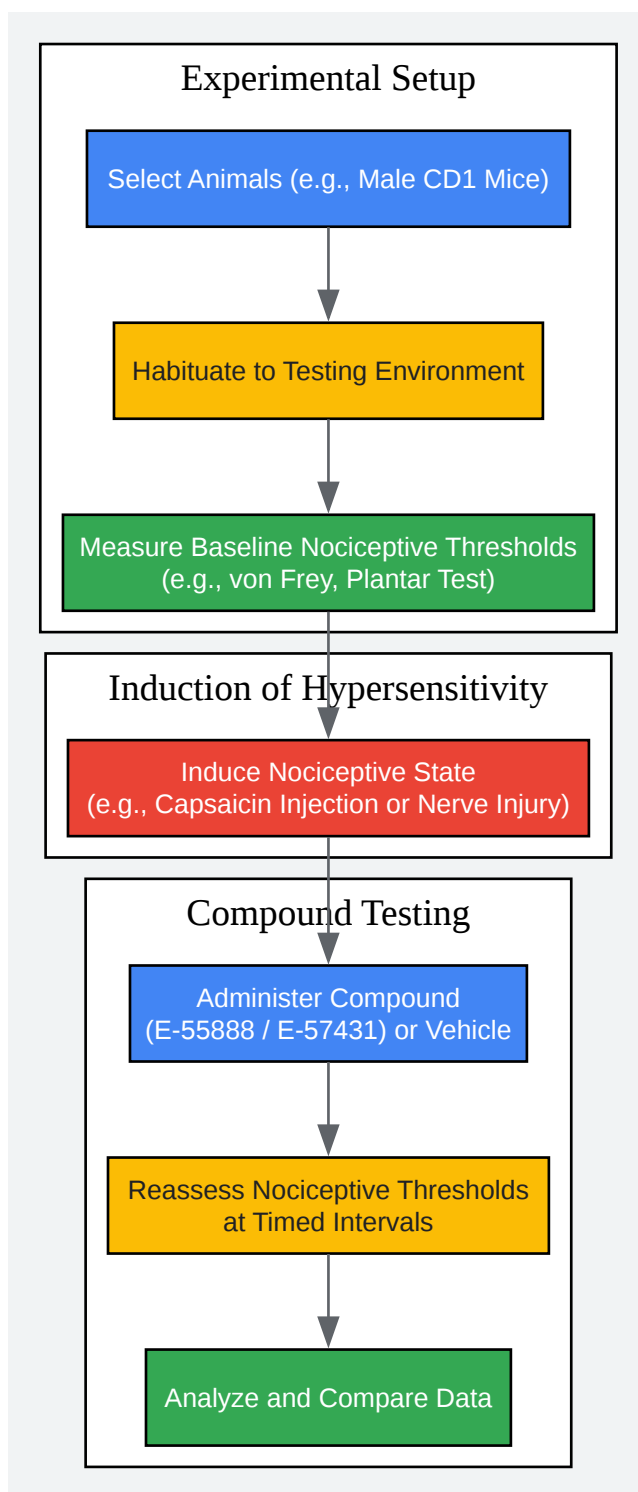 Experimental Setup
Select Animals (e.g., Male CD1 Mice)
Habituate to Testing Environment
Measure Baseline Nociceptive Thresholds
(e.g., von Frey, Plantar Test)
Induction of Hypersensitivity
Induce Nociceptive State
(e.g., Capsaicin Injection or Nerve Injury)
Compound Testing
Administer Compound
(E-55888 / E-57431) or Vehicle
Reassess Nociceptive Thresholds
at Timed Intervals
Analyze and Compare Data